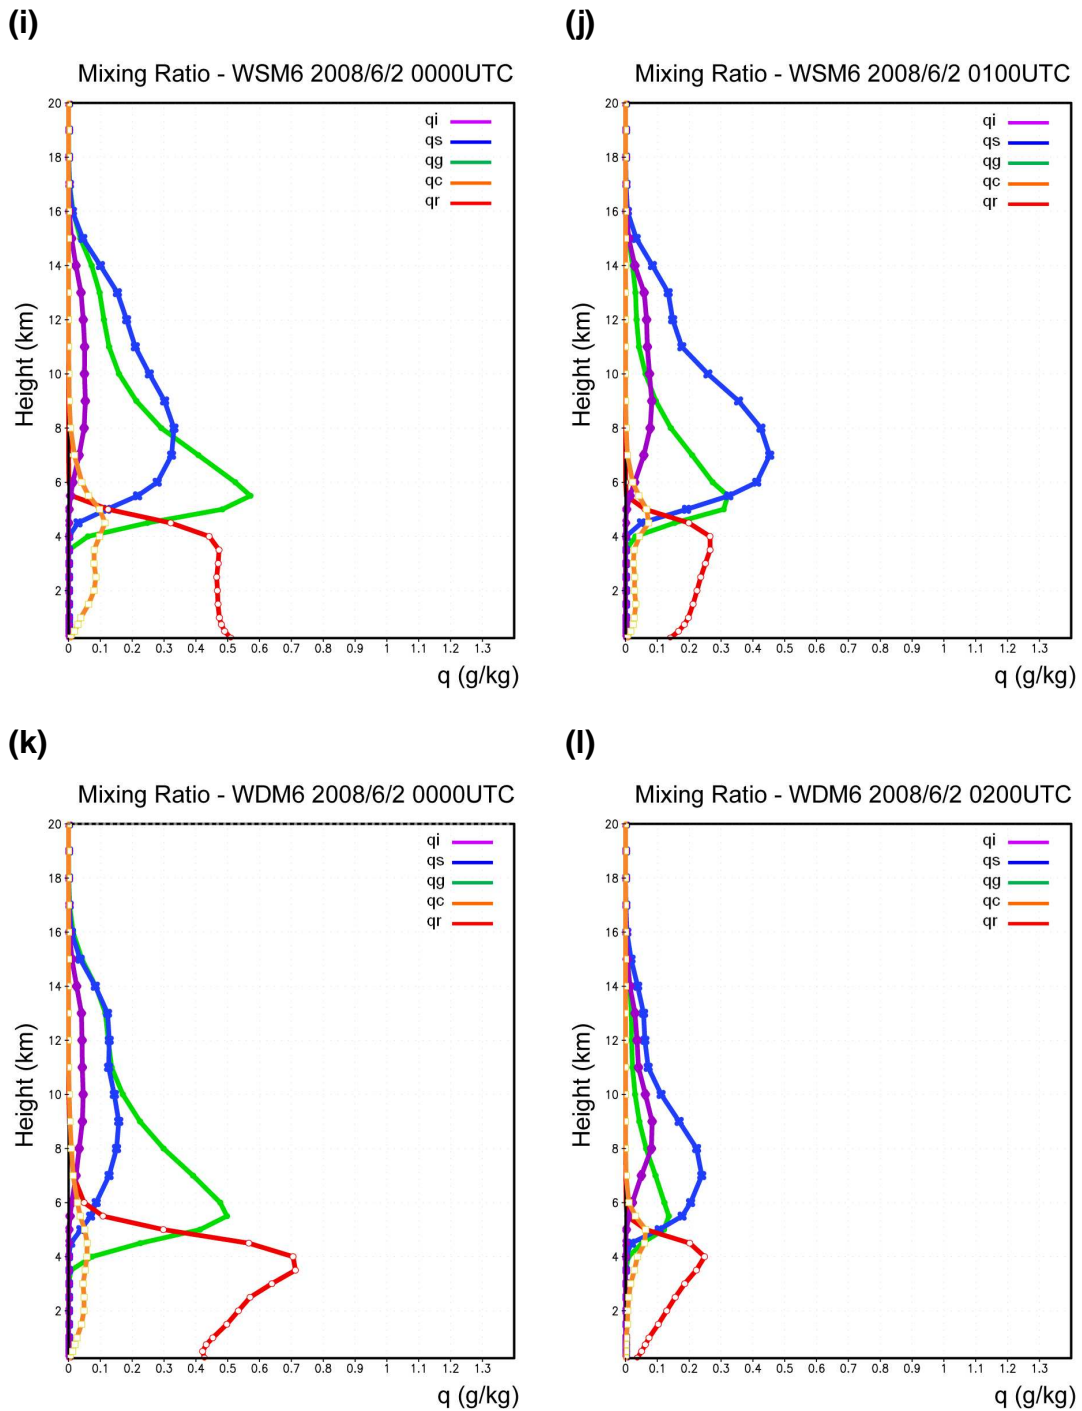 (i)
Mixing Ratio - WSM6 2008/6/2 0000UTC
qi
qs
qg
qc
qr
20
18
16
14
12
10
8
6
4
2
Height (km)
0 0.1 0.2 0.3 0.4 0.5 0.6 0.7 0.8 0.9 1 1.1 1.2 1.3
q (g/kg)
(j)
Mixing Ratio - WSM6 2008/6/2 0100UTC
qi
qs
qg
qc
qr
20
18
16
14
12
10
8
6
4
2
Height (km)
0 0.1 0.2 0.3 0.4 0.5 0.6 0.7 0.8 0.9 1 1.1 1.2 1.3
q (g/kg)
(k)
Mixing Ratio - WDM6 2008/6/2 0000UTC
qi
qs
qg
qc
qr
20
18
16
14
12
10
8
6
4
2
Height (km)
0 0.1 0.2 0.3 0.4 0.5 0.6 0.7 0.8 0.9 1 1.1 1.2 1.3
q (g/kg)
(l)
Mixing Ratio - WDM6 2008/6/2 0200UTC
qi
qs
qg
qc
qr
20
18
16
14
12
10
8
6
4
2
Height (km)
0 0.1 0.2 0.3 0.4 0.5 0.6 0.7 0.8 0.9 1 1.1 1.2 1.3
q (g/kg)